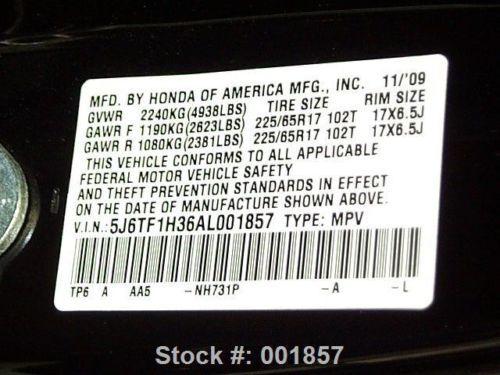 MFD. BY HONDA OF AMERICA MFG., INC. 11/'09
GVWR 2240KG(4938LBS) TIRE SIZE RIM SIZE
GAWR F 1190KG(2623LBS) 225/65R17 102T 17X6.5J
GAWR R 1080KG(2381LBS) 225/65R17 102T 17X6.5J
THIS VEHICLE CONFORMS TO ALL APPLICABLE
FEDERAL MOTOR VEHICLE SAFETY
AND THEFT PREVENTION STANDARDS IN EFFECT
ON THE DATE OF MANUFACTURE SHOWN ABOVE.
V.I.N.: 5J6TF1H36AL001857 TYPE: MPV
TP6 A AA5 -NH731P -A -L
Stock #: 001857